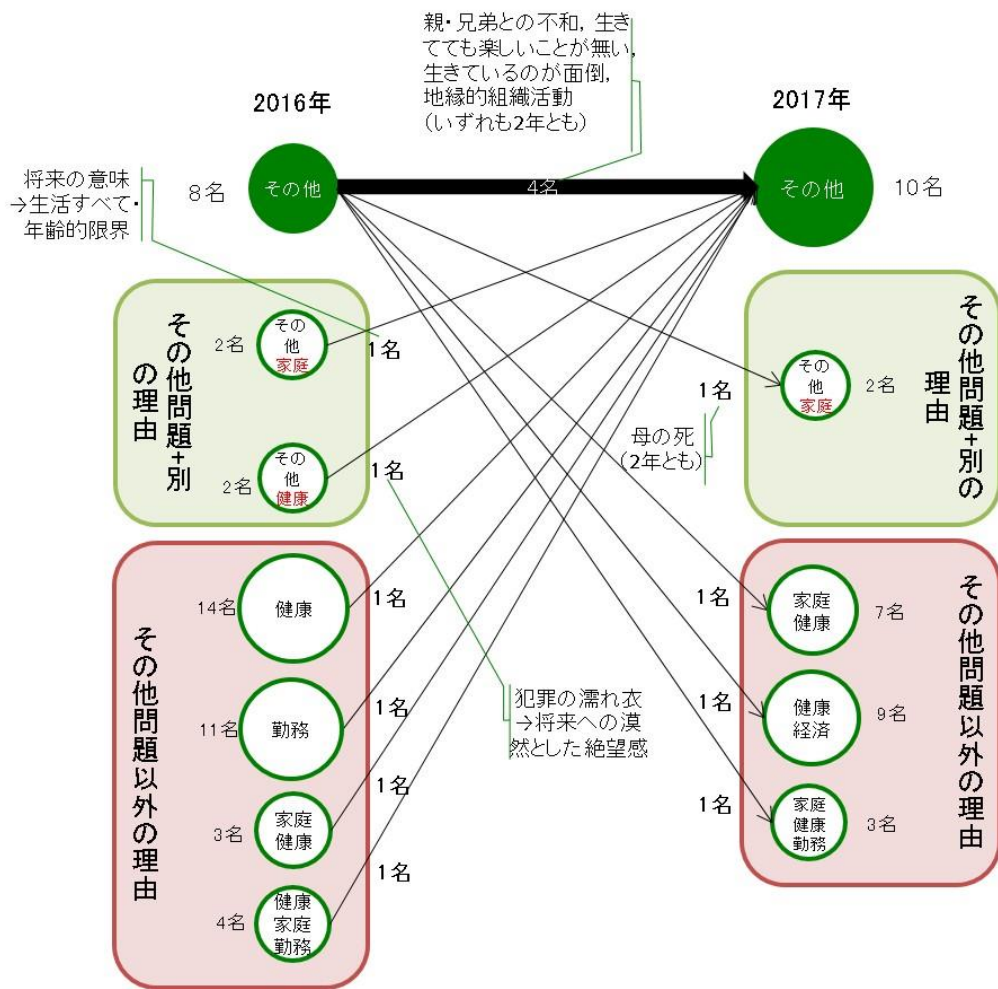 親・兄弟との不和, 生き
てても楽しいことが無い,
生きているのが面倒,
地縁的組織活動
(いずれも2年とも)
2016年
2017年
将来の意味
→生活すべて・
年齢的限界
8名
その他
4名
その他
10名
その他問題+別
の理由
2名
その
他
家庭
1名
2名
その
他
健康
1名
その他問題+別の
理由
その
他
家庭
2名
1名
母の死
(2年とも)
その他問題以外の理由
14名
健康
1名
11名
勤務
1名
3名
家庭
健康
1名
4名
健康
家庭
勤務
1名
犯罪の濡れ衣
→将来への漠
然とした絶望感
その他問題以外の理由
1名
家庭
健康
7名
1名
健康
経済
9名
1名
家庭
健康
勤務
3名